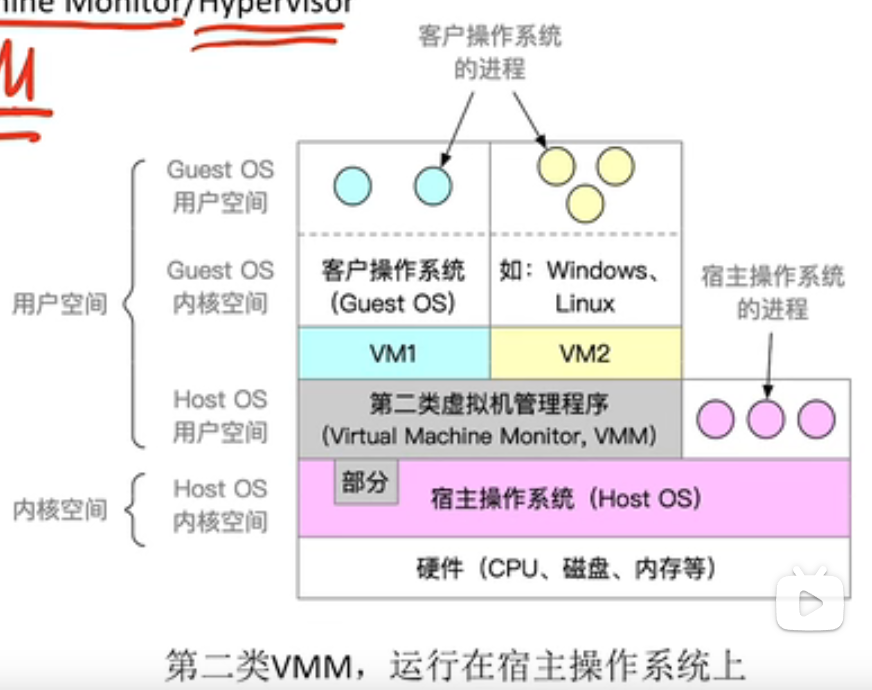 Machine Monitor/Hypervisor
M
客户操作系统
的进程
Guest OS
用户空间
Guest OS
内核空间
客户操作系统
(Guest OS)
如：Windows、
Linux
宿主操作系统
的进程
用户空间
VM1
VM2
Host OS
用户空间
第二类虚拟机管理程序
(Virtual Machine Monitor, VMM)
部分
内核空间
Host OS
内核空间
宿主操作系统（Host OS）
硬件（CPU、磁盘、内存等）
第二类VMM，运行在宿主操作系统上